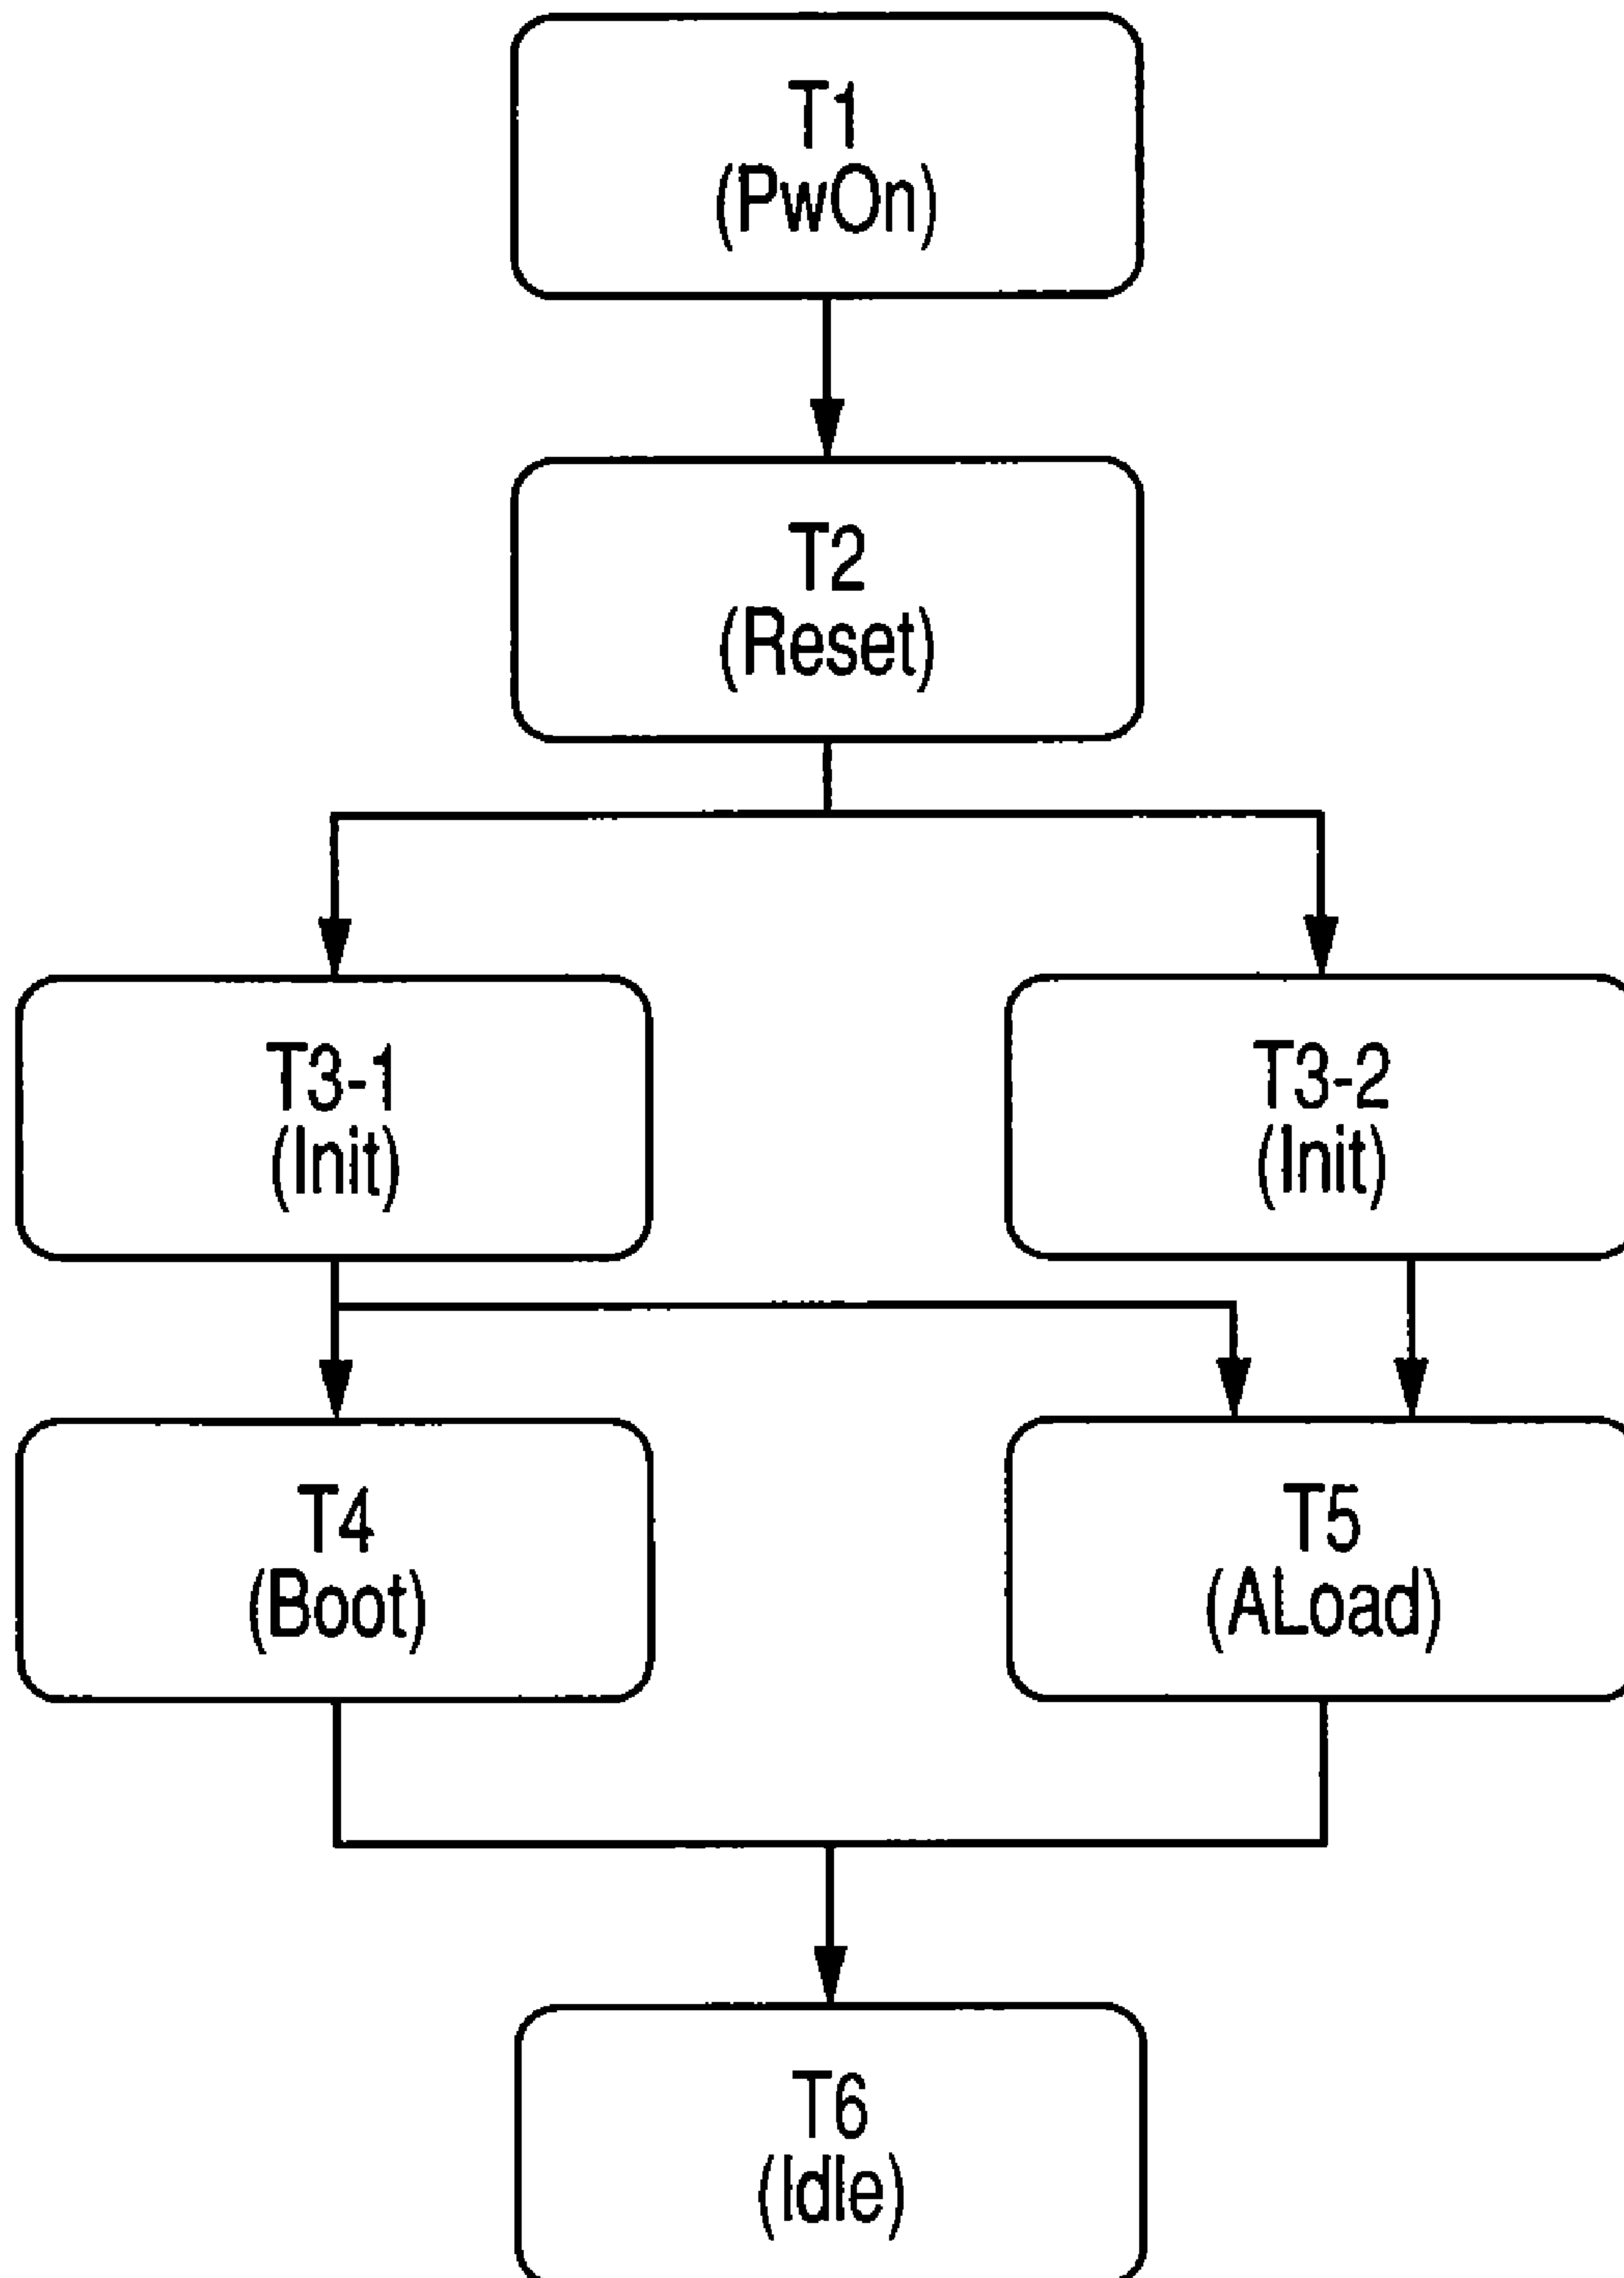 T1
(PwOn)
T2
(Reset)
T3-1
(Init)
T3-2
(Init)
T4
(Boot)
T5
(ALoad)
T6
(Idle)